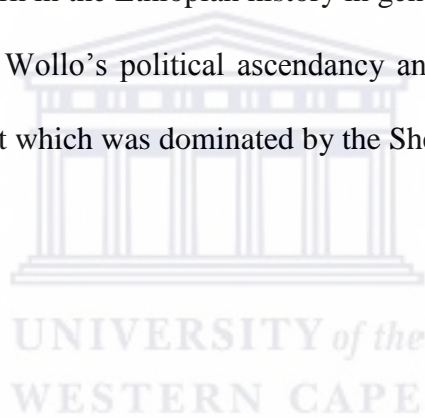 in the Ethiopian history in gen
Wollo's political ascendancy an
t which was dominated by the She
UNIVERSITY of the
WESTERN CAPE